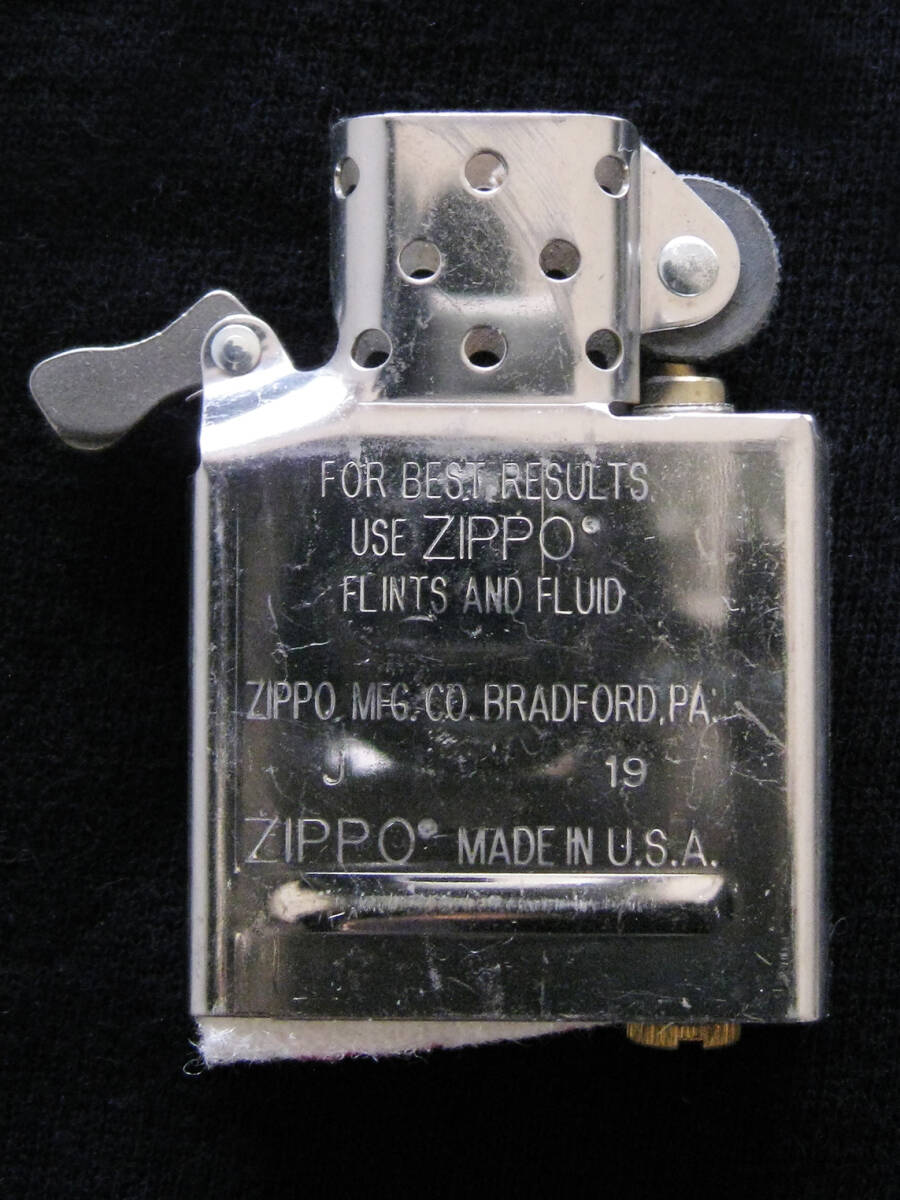 FOR BEST RESULTS
USE ZIPPO®
FLINTS AND FLUID
ZIPPO. MFG. CO. BRADFORD, PA.
J 19
ZIPPO® MADE IN U.S.A.